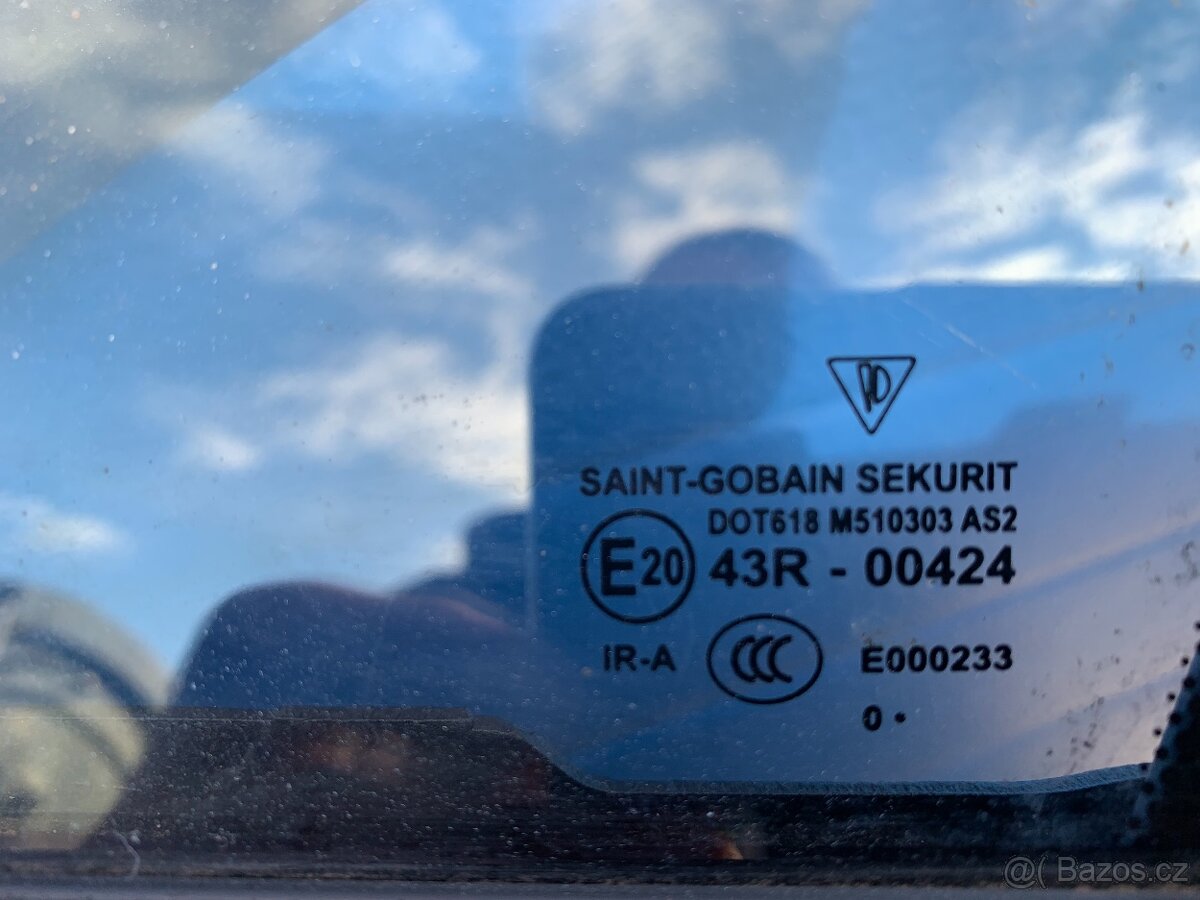 SAINT-GOBAIN SEKURIT
DOT618 M510303 AS2
E20 43R - 00424
IR-A CCC E000233
0 •
@( Bazos.cz